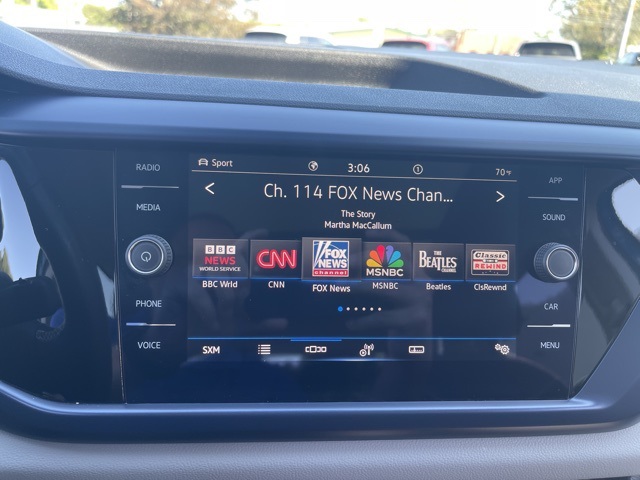 RADIO
MEDIA
PHONE
VOICE
Sport
3:06
1
70°F
< Ch. 114 FOX News Chan... >
The Story
Martha MacCallum
BBC
NEWS
WORLD SERVICE
CNN
FOX
NEWS
channel
MSNBC
THE
BEATLES
CHANNEL
Classic
REWIND
BBC Wrld
CNN
FOX News
MSNBC
Beatles
ClsRewnd
SXM
APP
SOUND
CAR
MENU